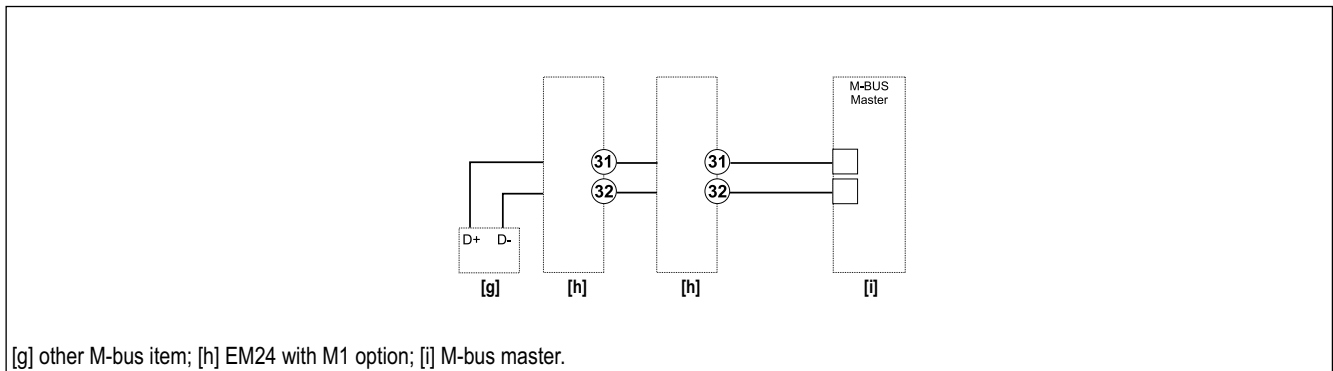 M-BUS
Master
31 31
32 32
D+ D-
[g] [h] [h] [i]
[g] other M-bus item; [h] EM24 with M1 option; [i] M-bus master.